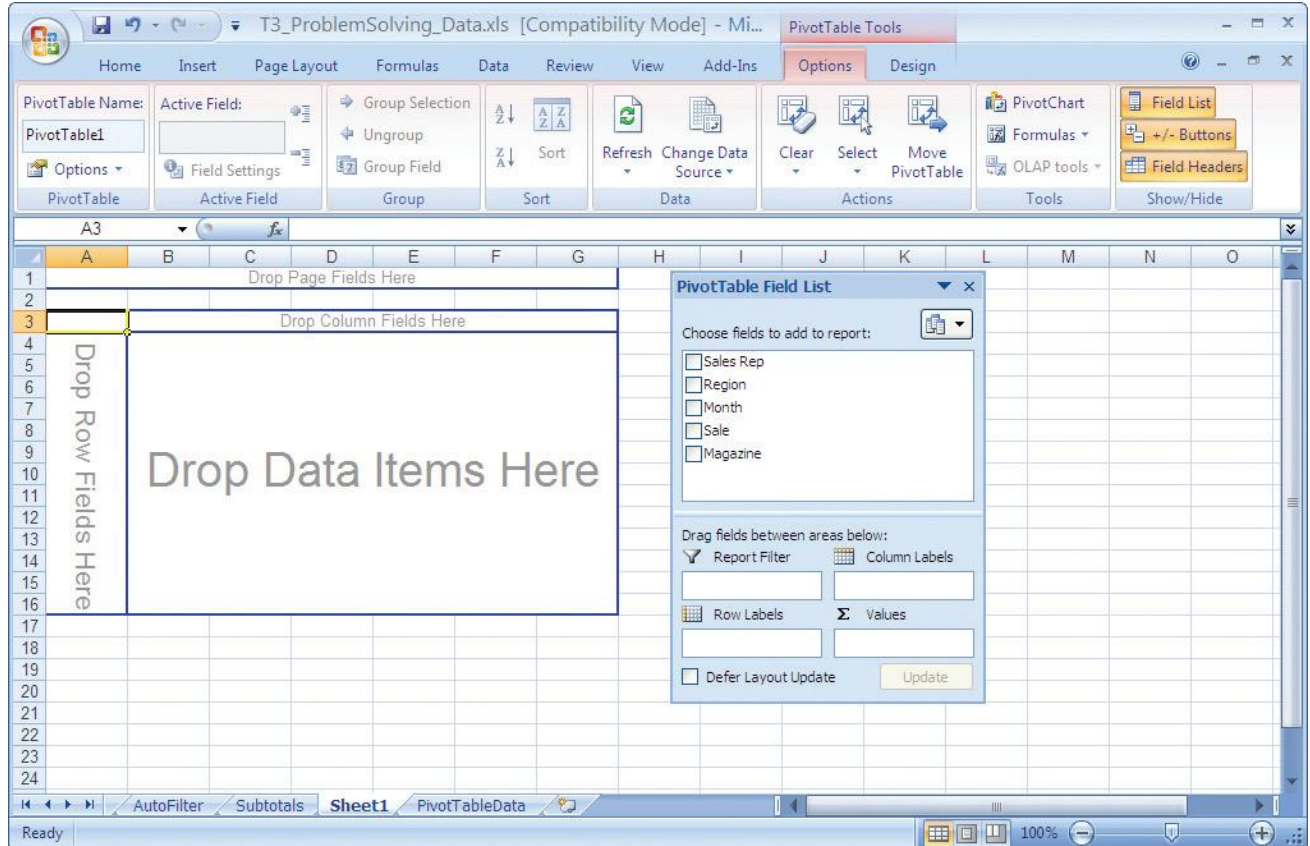 T3_ProblemSolving_Data.xls [Compatibility Mode] - Mi...
PivotTable Tools
Home Insert Page Layout Formulas Data Review View Add-Ins Options Design
PivotTable Name:
PivotTable1
Options
PivotTable
Active Field:
Field Settings
Active Field
Group Selection
Ungroup
Group Field
Group
Sort
Sort
Refresh
Change Data
Source
Data
Clear
Select
Move
PivotTable
Actions
PivotChart
Formulas
OLAP tools
Tools
Field List
+/- Buttons
Field Headers
Show/Hide
A3
fx
A B C D E F G H I J K L M N O
1
2
3
4
5
6
7
8
9
10
11
12
13
14
15
16
17
18
19
20
21
22
23
24
Drop Page Fields Here
Drop Column Fields Here
Drop Row Fields Here
Drop Data Items Here
PivotTable Field List
Choose fields to add to report:
Sales Rep
Region
Month
Sale
Magazine
Drag fields between areas below:
Report Filter
Column Labels
Row Labels
Σ Values
Defer Layout Update
Update
AutoFilter Subtotals Sheet1 PivotTableData
Ready
100%